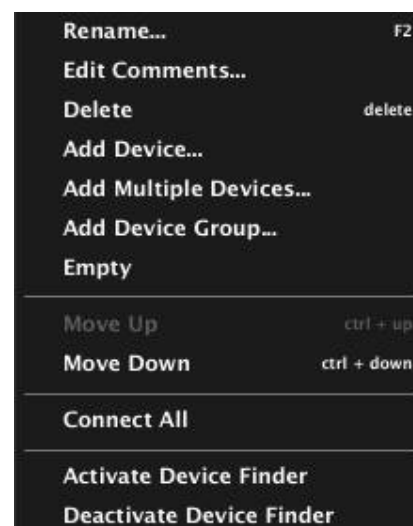 Rename... F2
Edit Comments...
Delete delete
Add Device...
Add Multiple Devices...
Add Device Group...
Empty
Move Up ctrl + up
Move Down ctrl + down
Connect All
Activate Device Finder
Deactivate Device Finder